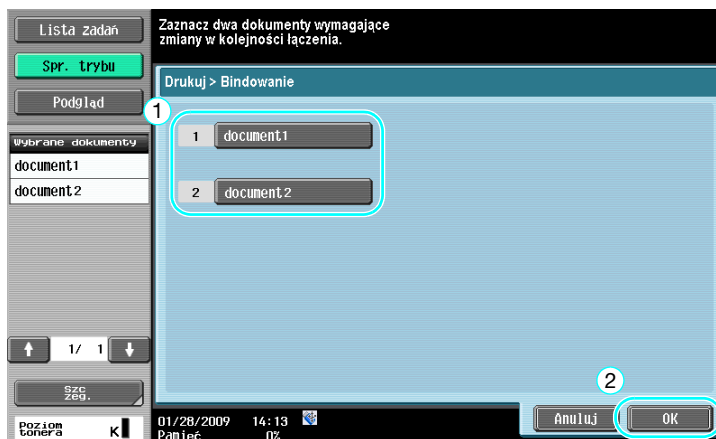 Lista zadań
Spr. trybu
Podgląd
Wybrane dokumenty
document1
document2
1/ 1
Szc
zeg.
Poziom
tonera K
Zaznacz dwa dokumenty wymagające
zmiany w kolejności łączenia.
Drukuj > Bindowanie
1
1 document1
2 document2
2
Anuluj OK
01/28/2009 14:13
Pamięć 0%